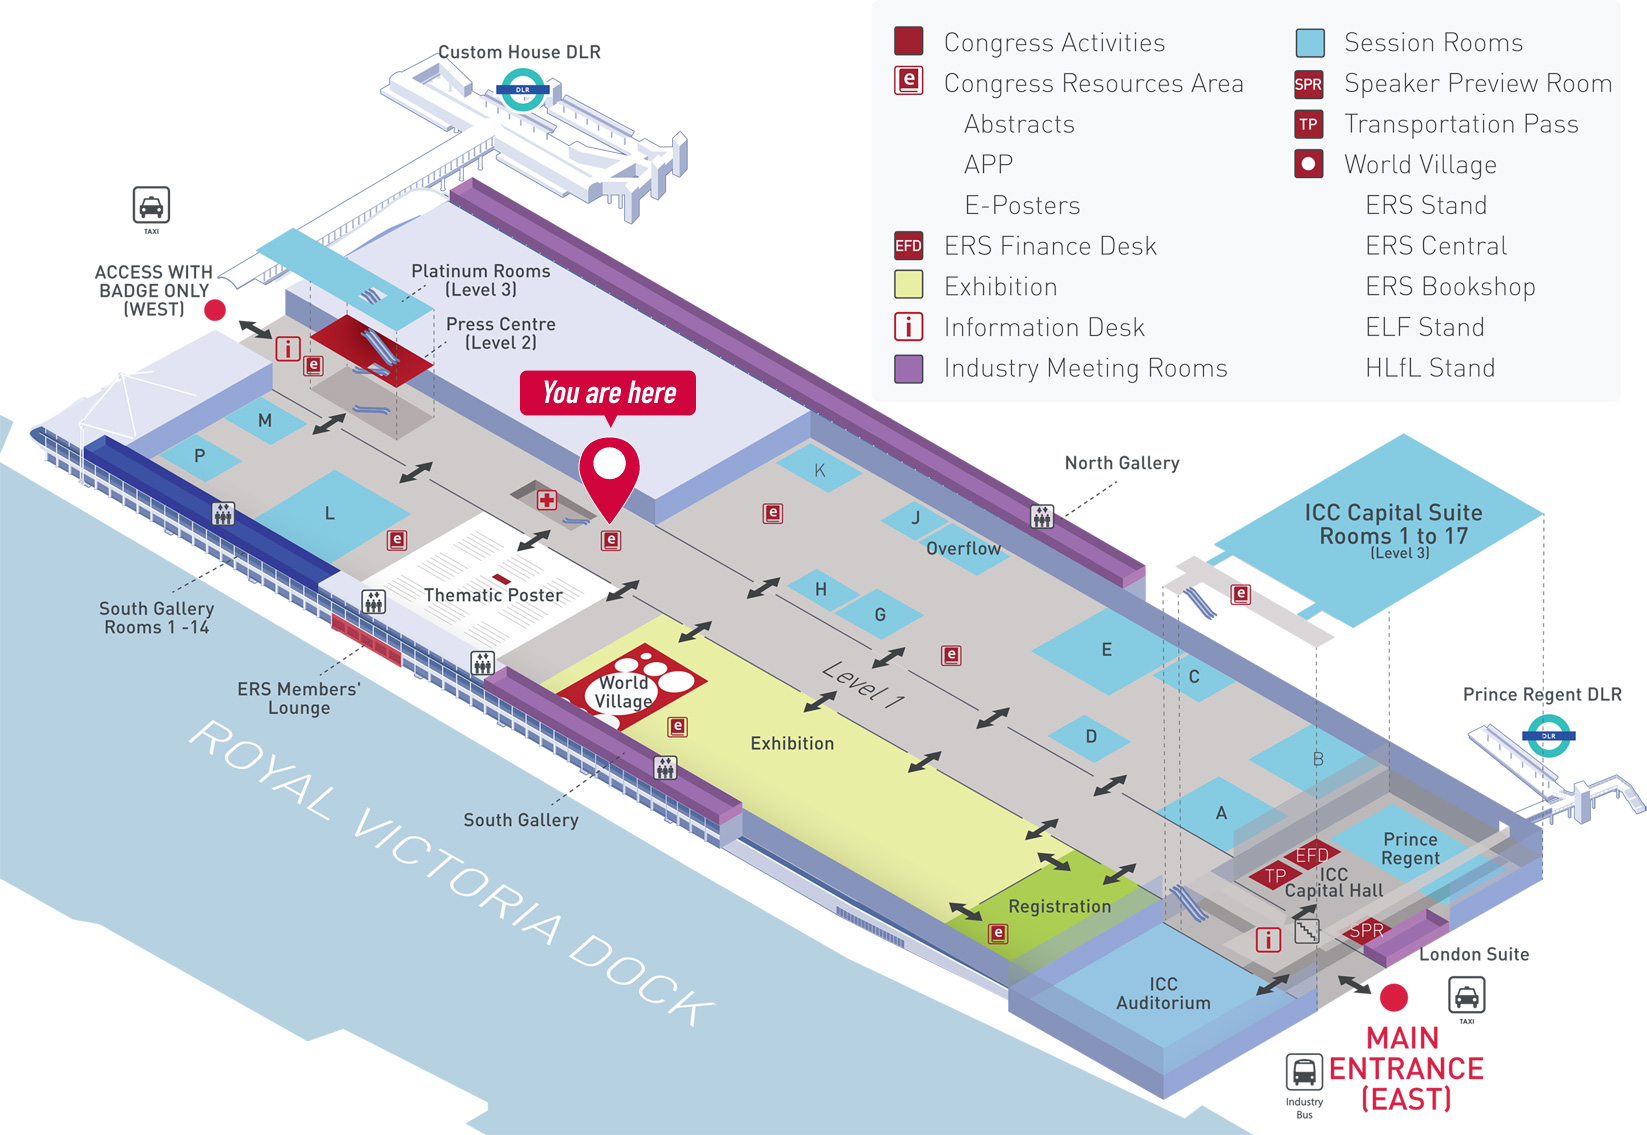 Congress Activities
e
Congress Resources Area
Abstracts
APP
E-Posters
EFD
ERS Finance Desk
Exhibition
i
Information Desk
Industry Meeting Rooms
Session Rooms
SPR
Speaker Preview Room
TP
Transportation Pass
World Village
ERS Stand
ERS Central
ERS Bookshop
ELF Stand
HLfL Stand
Custom House DLR
DLR
TAXI
ACCESS WITH
BADGE ONLY
(WEST)
Platinum Rooms
(Level 3)
Press Centre
(Level 2)
i
e
You are here
M
P
L
e
e
e
K
J
Overflow
North Gallery
H
G
e
E
C
D
B
A
ICC Capital Suite
Rooms 1 to 17
(Level 3)
e
Thematic Poster
South Gallery
Rooms 1 -14
ERS Members'
Lounge
World
Village
e
Exhibition
Level 1
South Gallery
Registration
e
ROYAL VICTORIA DOCK
Prince Regent DLR
DLR
Prince
Regent
EFD
TP
ICC
Capital Hall
SPR
i
London Suite
ICC
Auditorium
TAXI
MAIN
ENTRANCE
(EAST)
Industry
Bus